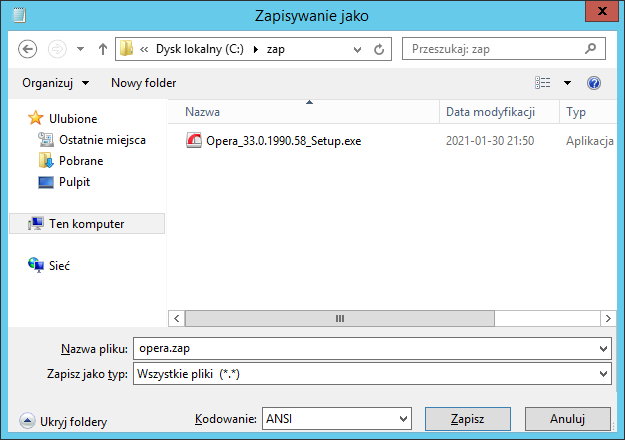 Zapisywanie jako
x
« Dysk lokalny (C:) ▸ zap
Przeszukaj: zap
Organizuj
New folder
Ulubione
Ostatnie miejsca
Pobrane
Pulpit
Ten komputer
Sieć
Nazwa Data modyfikacji Typ
Opera_33.0.1990.58_Setup.exe 2021-01-30 21:50 Aplikacja
Nazwa pliku: opera.zap
Zapisz jako typ: Wszystkie pliki (*.*)
Ukryj foldery
Kodowanie: ANSI
Zapisz
Anuluj